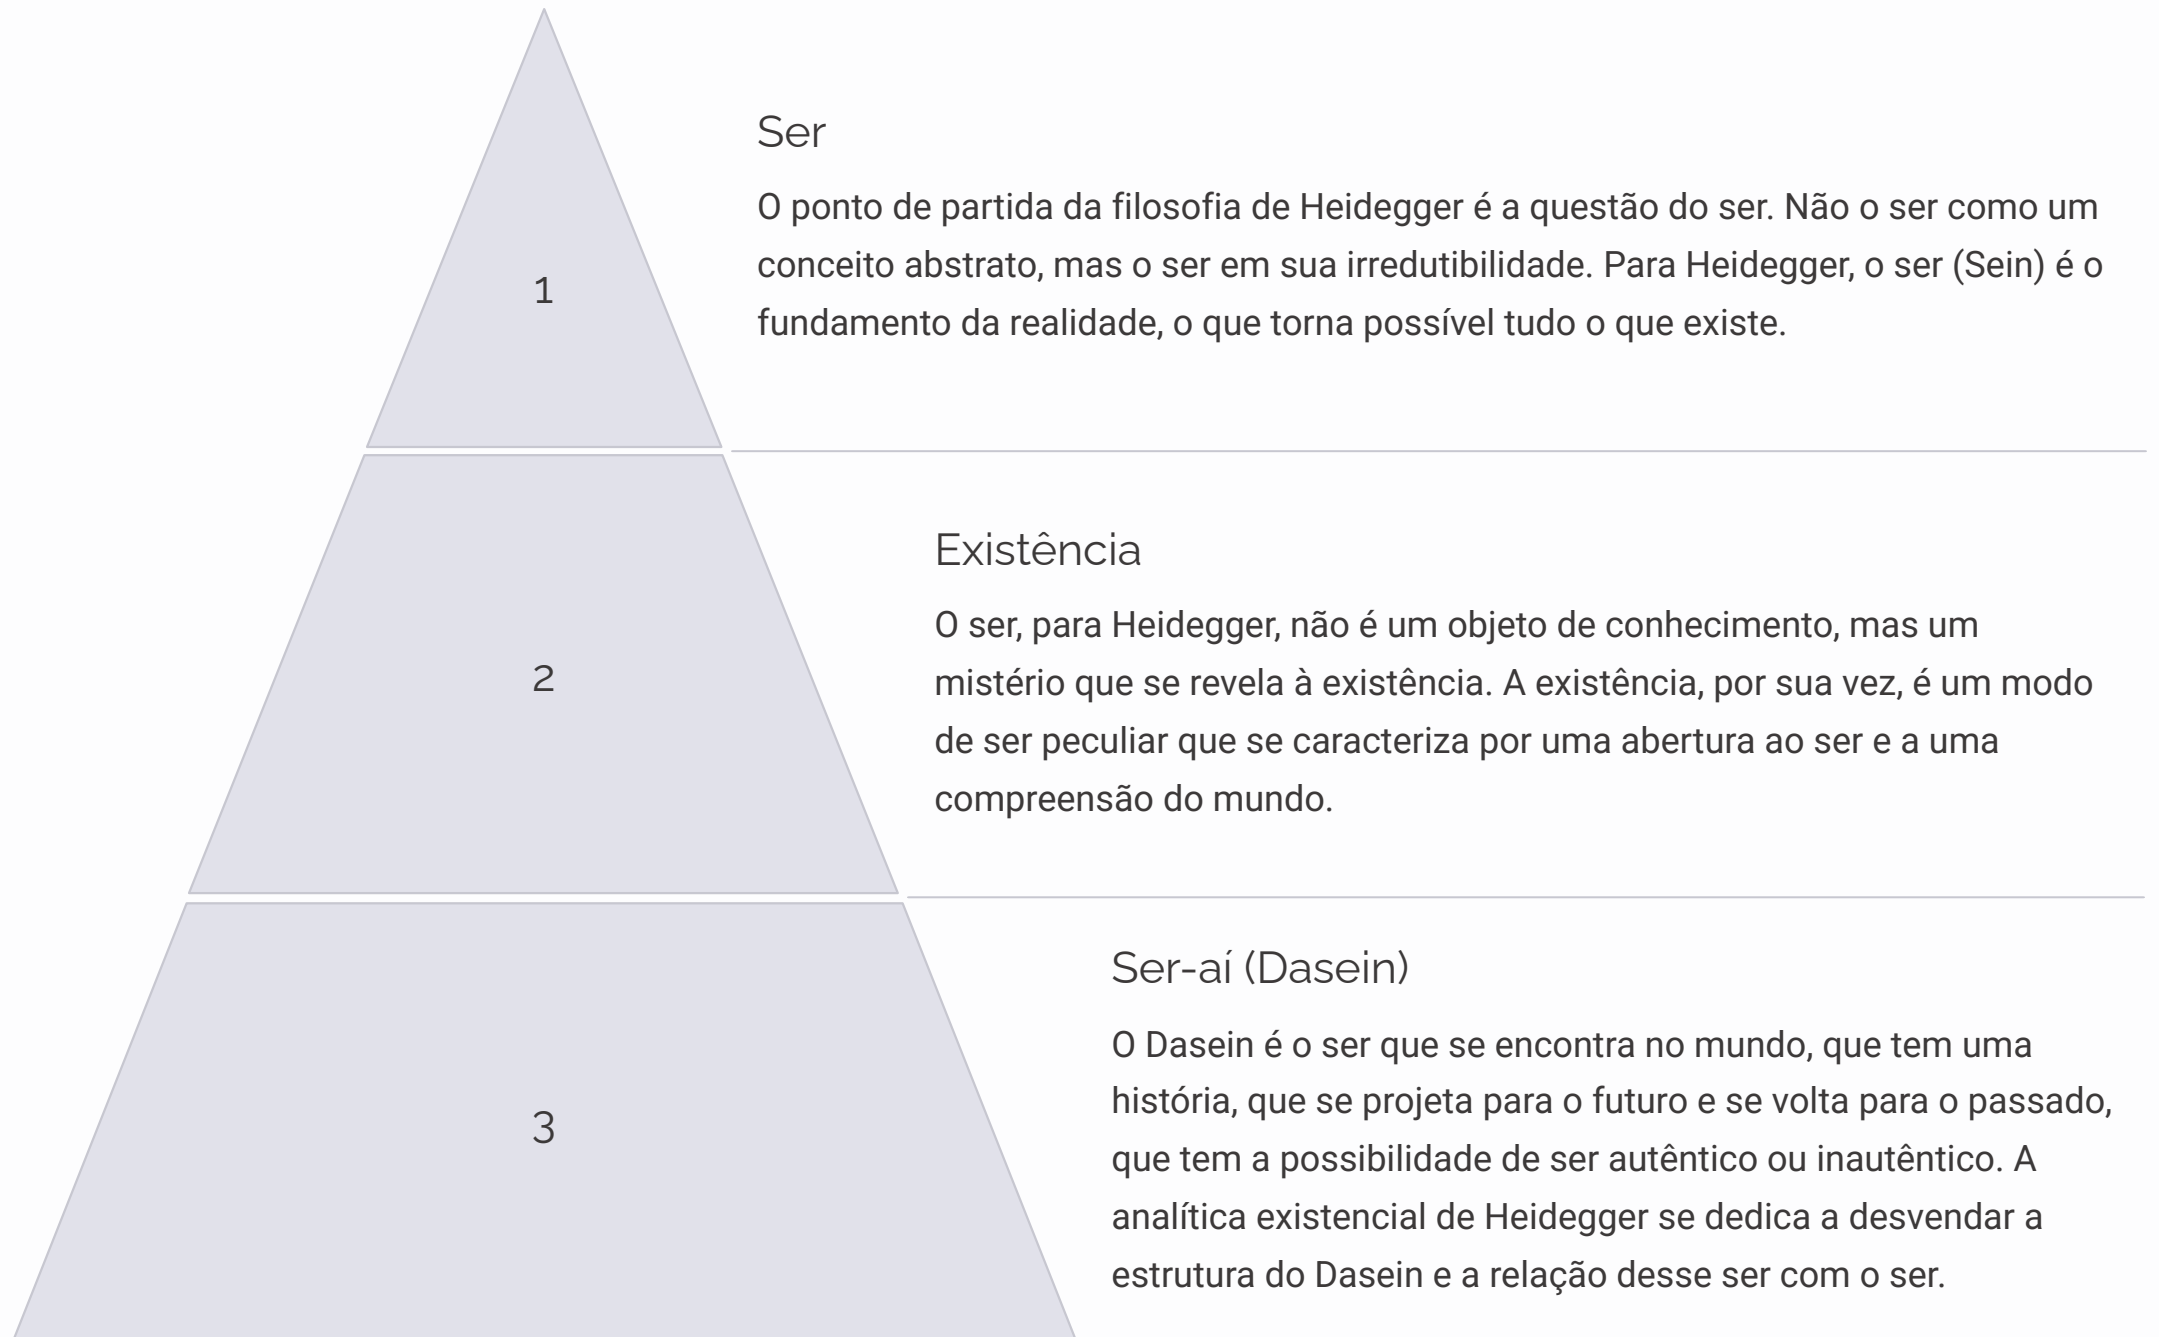 Ser
O ponto de partida da filosofia de Heidegger é a questão do ser. Não o ser como um
conceito abstrato, mas o ser em sua irredutibilidade. Para Heidegger, o ser (Sein) é o
fundamento da realidade, o que torna possível tudo o que existe.
1
Existência
O ser, para Heidegger, não é um objeto de conhecimento, mas um
mistério que se revela à existência. A existência, por sua vez, é um modo
de ser peculiar que se caracteriza por uma abertura ao ser e a uma
compreensão do mundo.
2
Ser-aí (Dasein)
O Dasein é o ser que se encontra no mundo, que tem uma
história, que se projeta para o futuro e se volta para o passado,
que tem a possibilidade de ser autêntico ou inautêntico. A
analítica existencial de Heidegger se dedica a desvendar a
estrutura do Dasein e a relação desse ser com o ser.
3